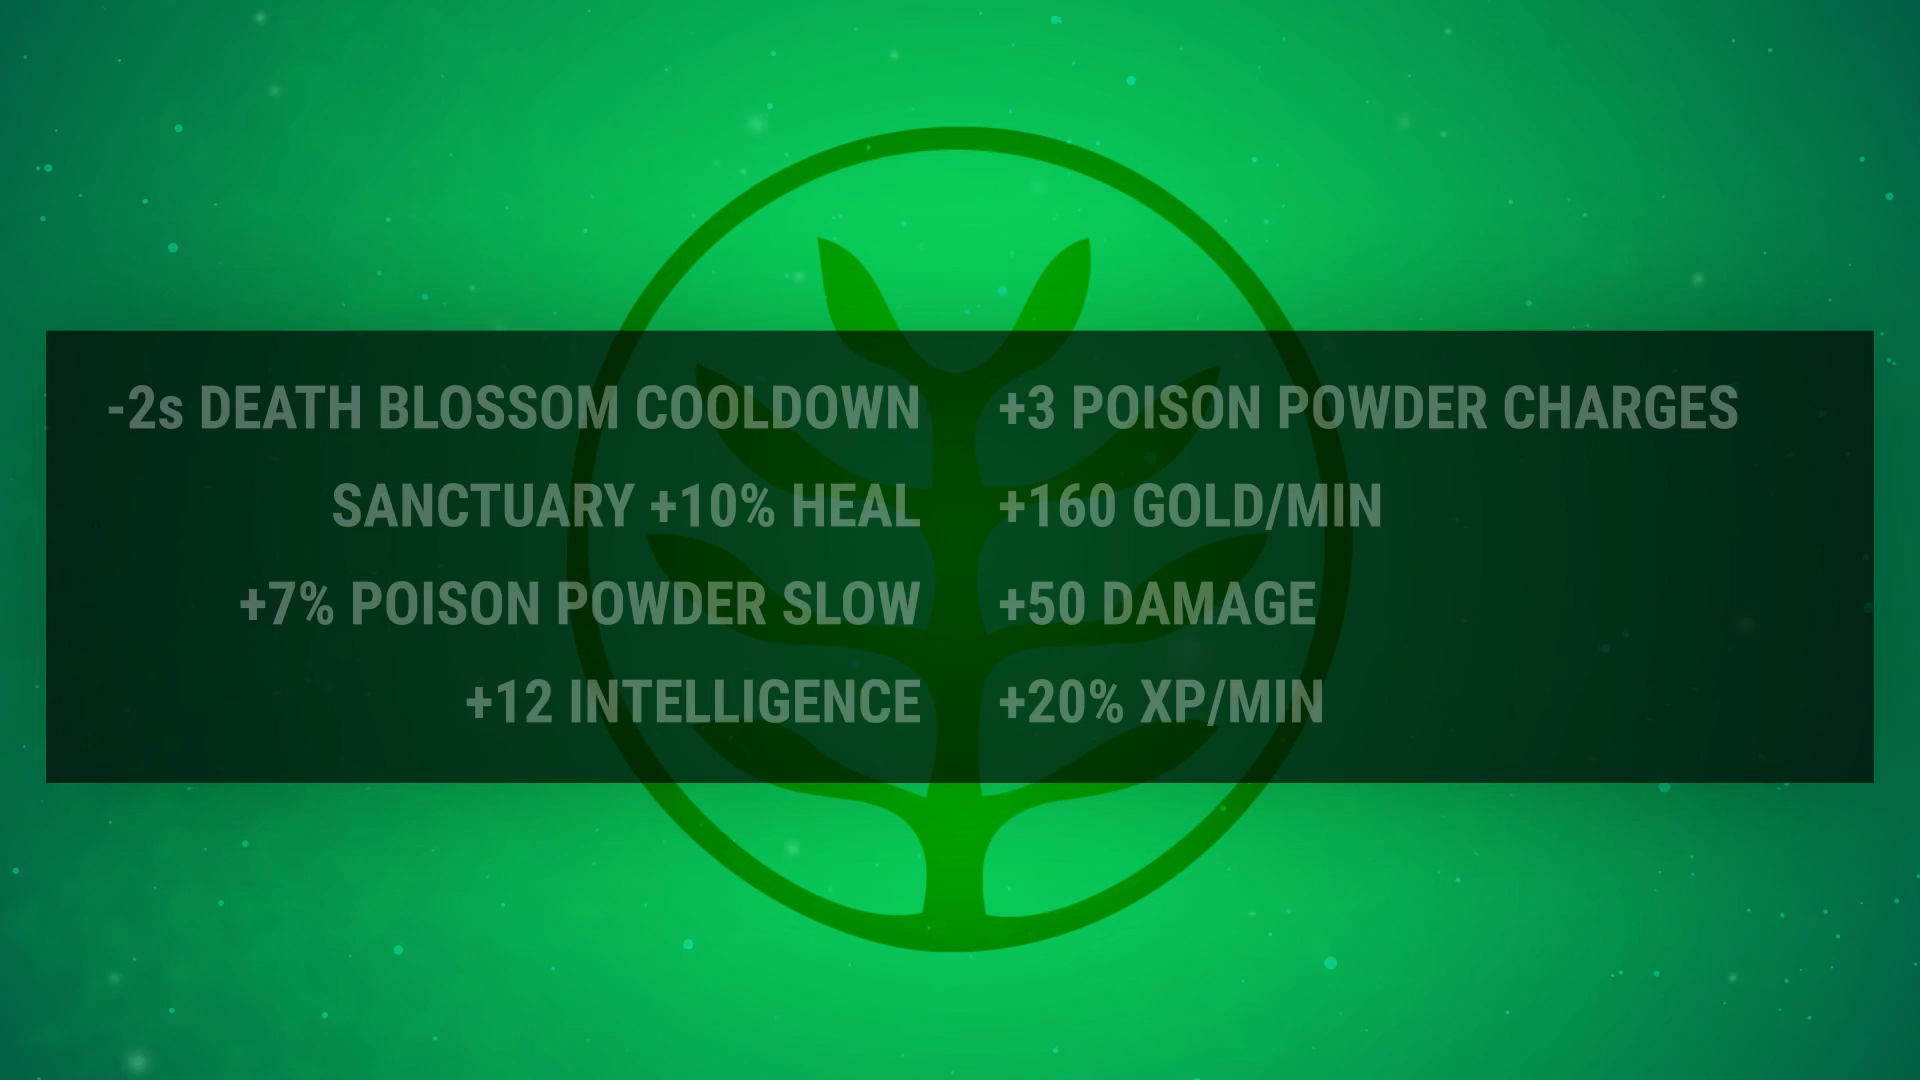 -2s DEATH BLOSSOM COOLDOWN +3 POISON POWDER CHARGES
SANCTUARY +10% HEAL +160 GOLD/MIN
+7% POISON POWDER SLOW +50 DAMAGE
+12 INTELLIGENCE +20% XP/MIN